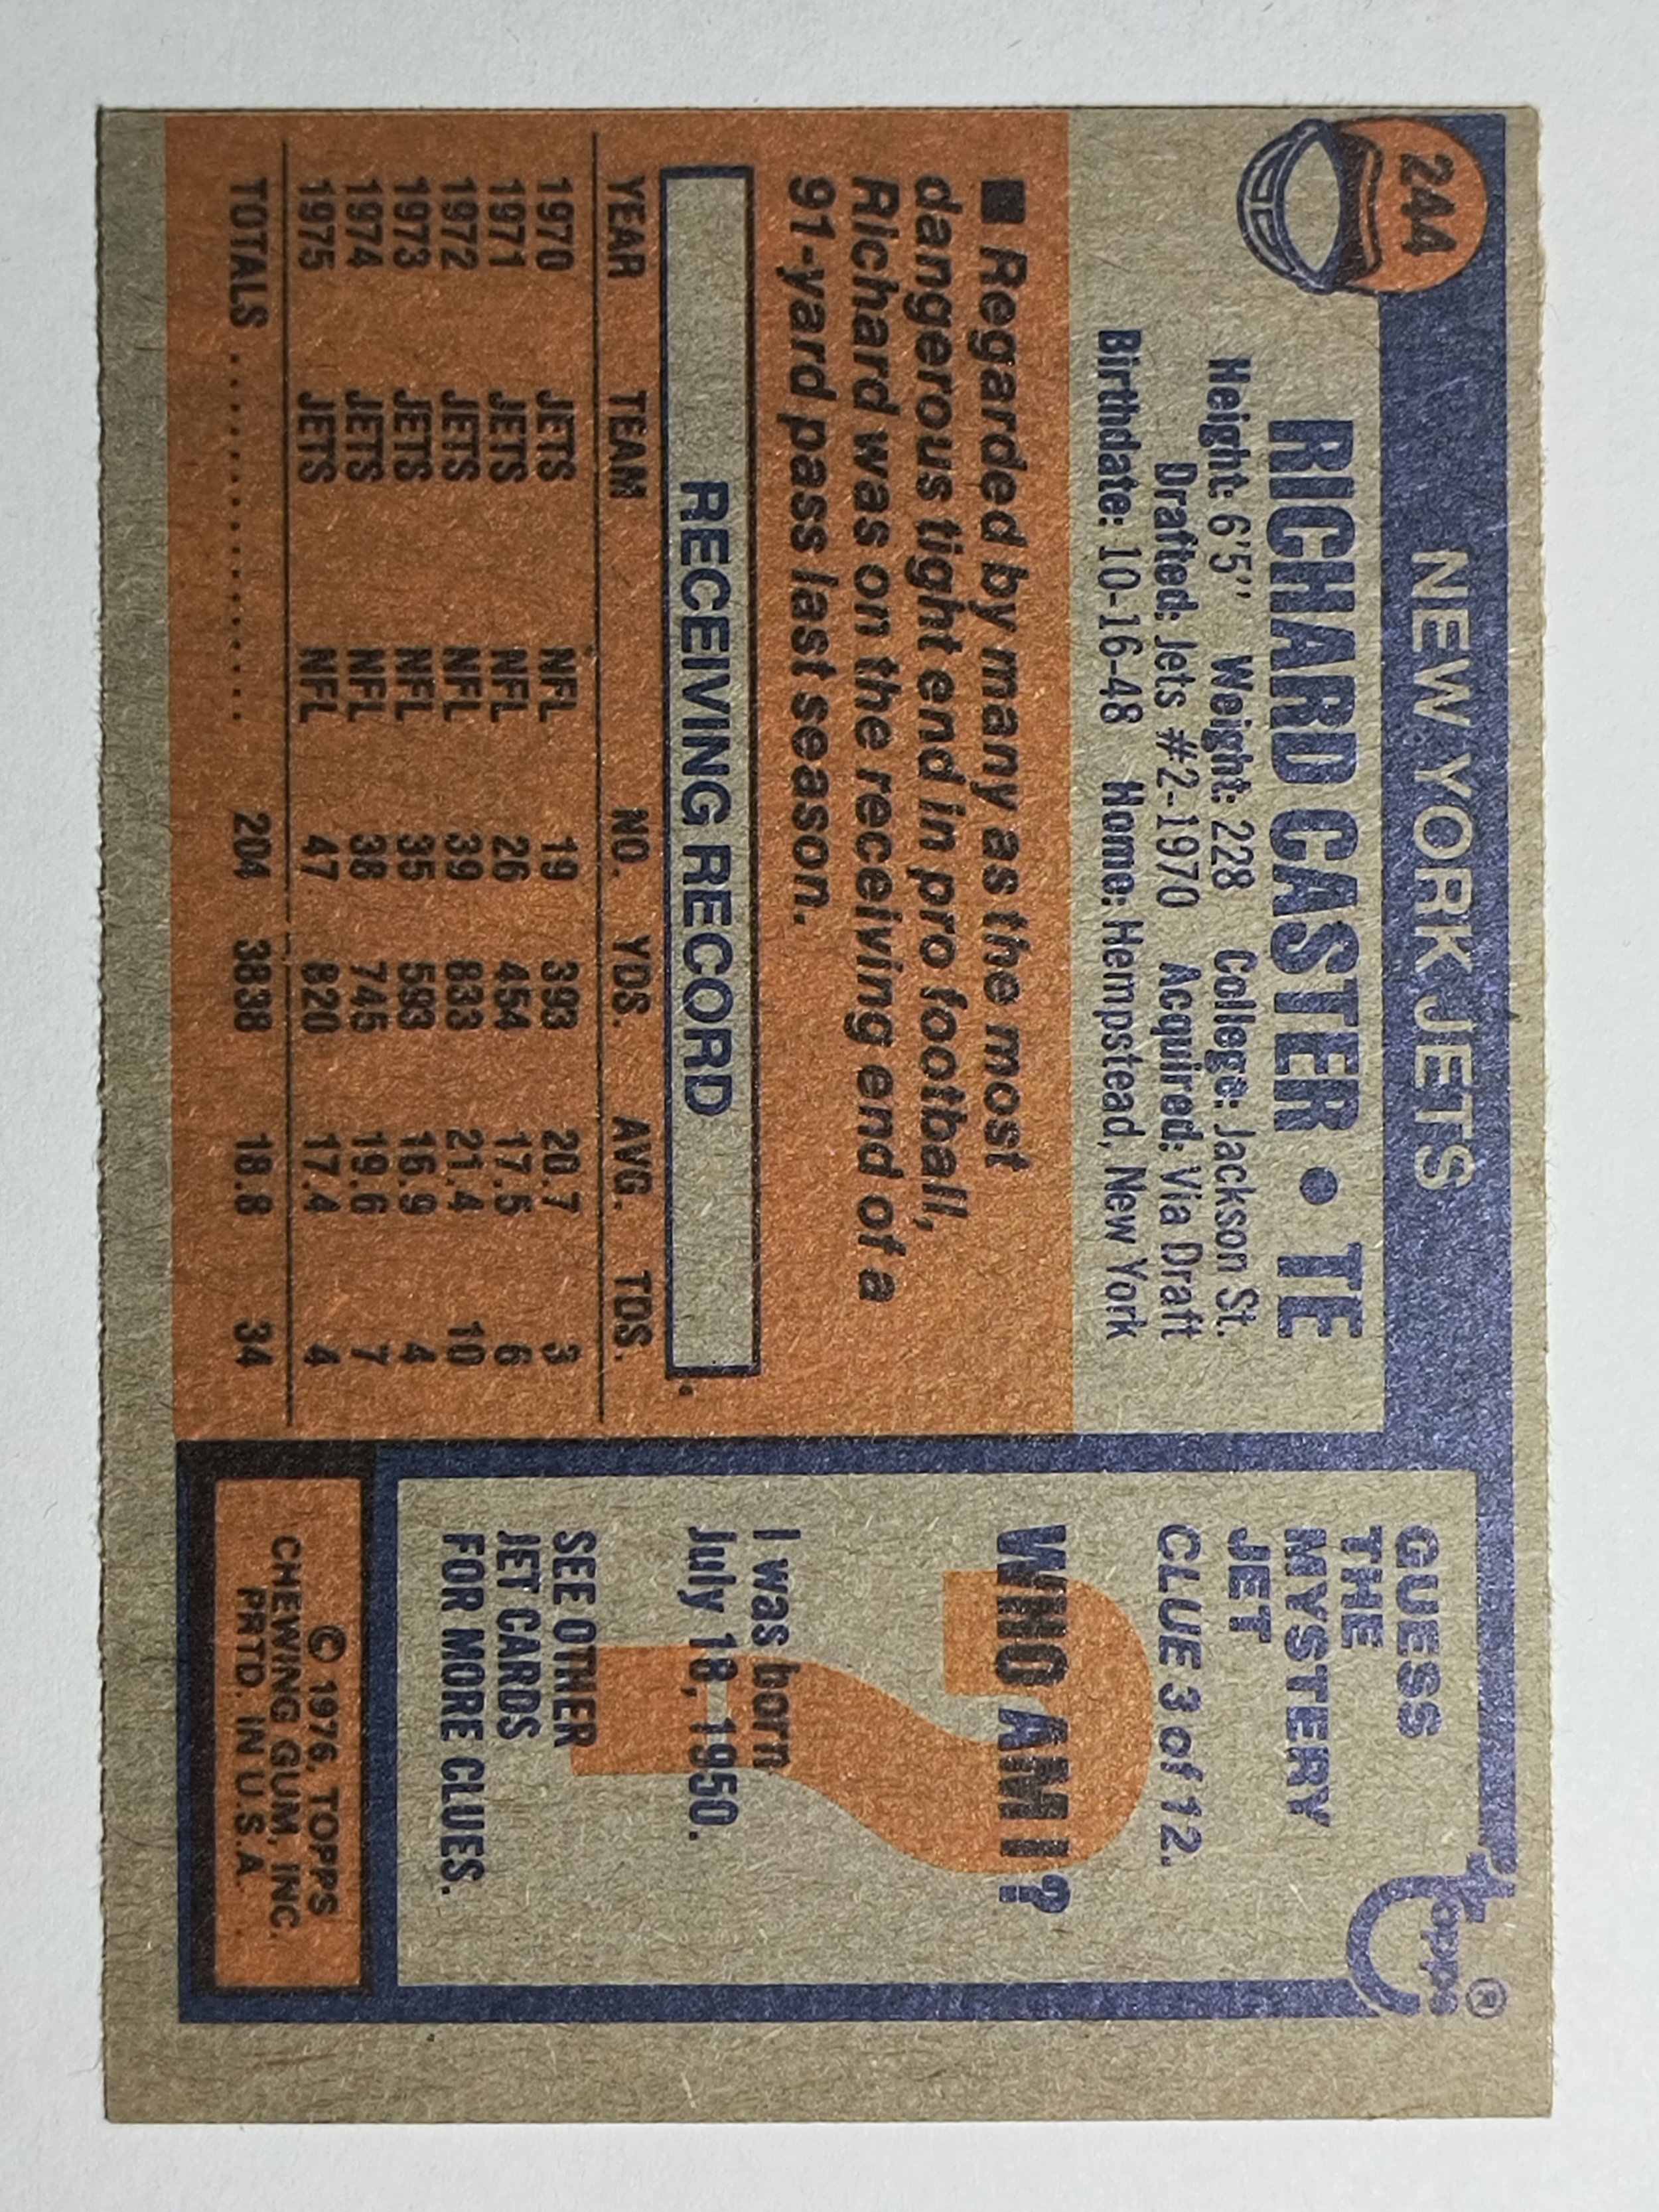 244
NEW YORK JETS
RICHARD CASTER • TE
Height: 6'5'' Weight: 228 College: Jackson St.
Drafted: Jets #2-1970 Acquired: Via Draft
Birthdate: 10-16-48 Home: Hempstead, New York
■ Regarded by many as the most
dangerous tight end in pro football,
Richard was on the receiving end of a
91-yard pass last season.
RECEIVING RECORD
YEAR TEAM NO. YDS. AVG. TDS.
1970 JETS NFL 19 393 20.7 3
1971 JETS NFL 26 454 17.5 6
1972 JETS NFL 39 833 21.4 10
1973 JETS NFL 35 593 16.9 4
1974 JETS NFL 38 745 19.6 7
1975 JETS NFL 47 820 17.4 4
TOTALS . . . . . . . . . . . . . . . . 204 3838 18.8 34
topps ®
GUESS
THE
MYSTERY
JET
CLUE 3 of 12.
WHO AM I?
I was born
July 18, 1950.
SEE OTHER
JET CARDS
FOR MORE CLUES.
© 1976, TOPPS
CHEWING GUM, INC.
PRTD. IN U.S.A.